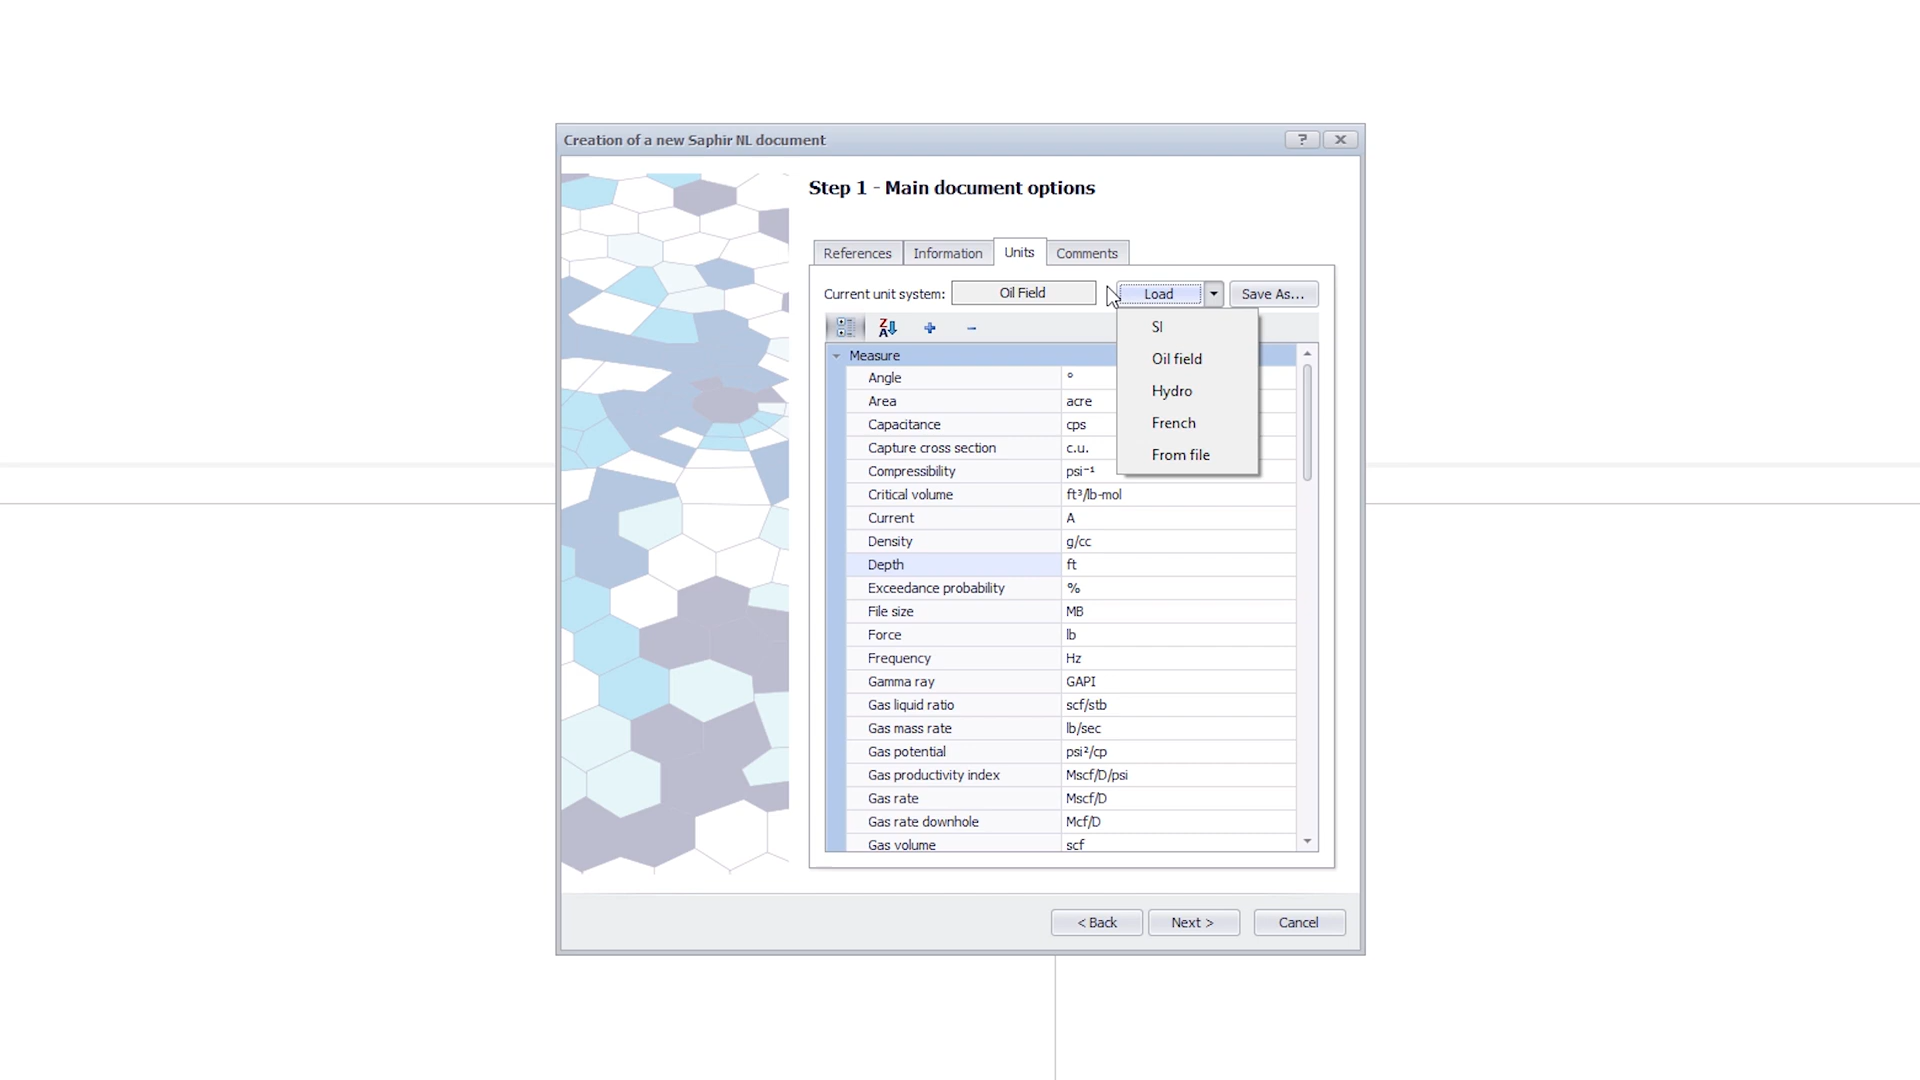 Creation of a new Saphir NL document
?
Step 1 - Main document options
References Information Units Comments
Current unit system: Oil Field Load Save As...
SI
Oil field
Hydro
French
From file
Measure
Angle °
Area acre
Capacitance cps
Capture cross section c.u.
Compressibility psi⁻¹
Critical volume ft³/lb-mol
Current A
Density g/cc
Depth ft
Exceedance probability %
File size MB
Force lb
Frequency Hz
Gamma ray GAPI
Gas liquid ratio scf/stb
Gas mass rate lb/sec
Gas potential psi²/cp
Gas productivity index Mscf/D/psi
Gas rate Mscf/D
Gas rate downhole Mcf/D
Gas volume scf
< Back Next > Cancel